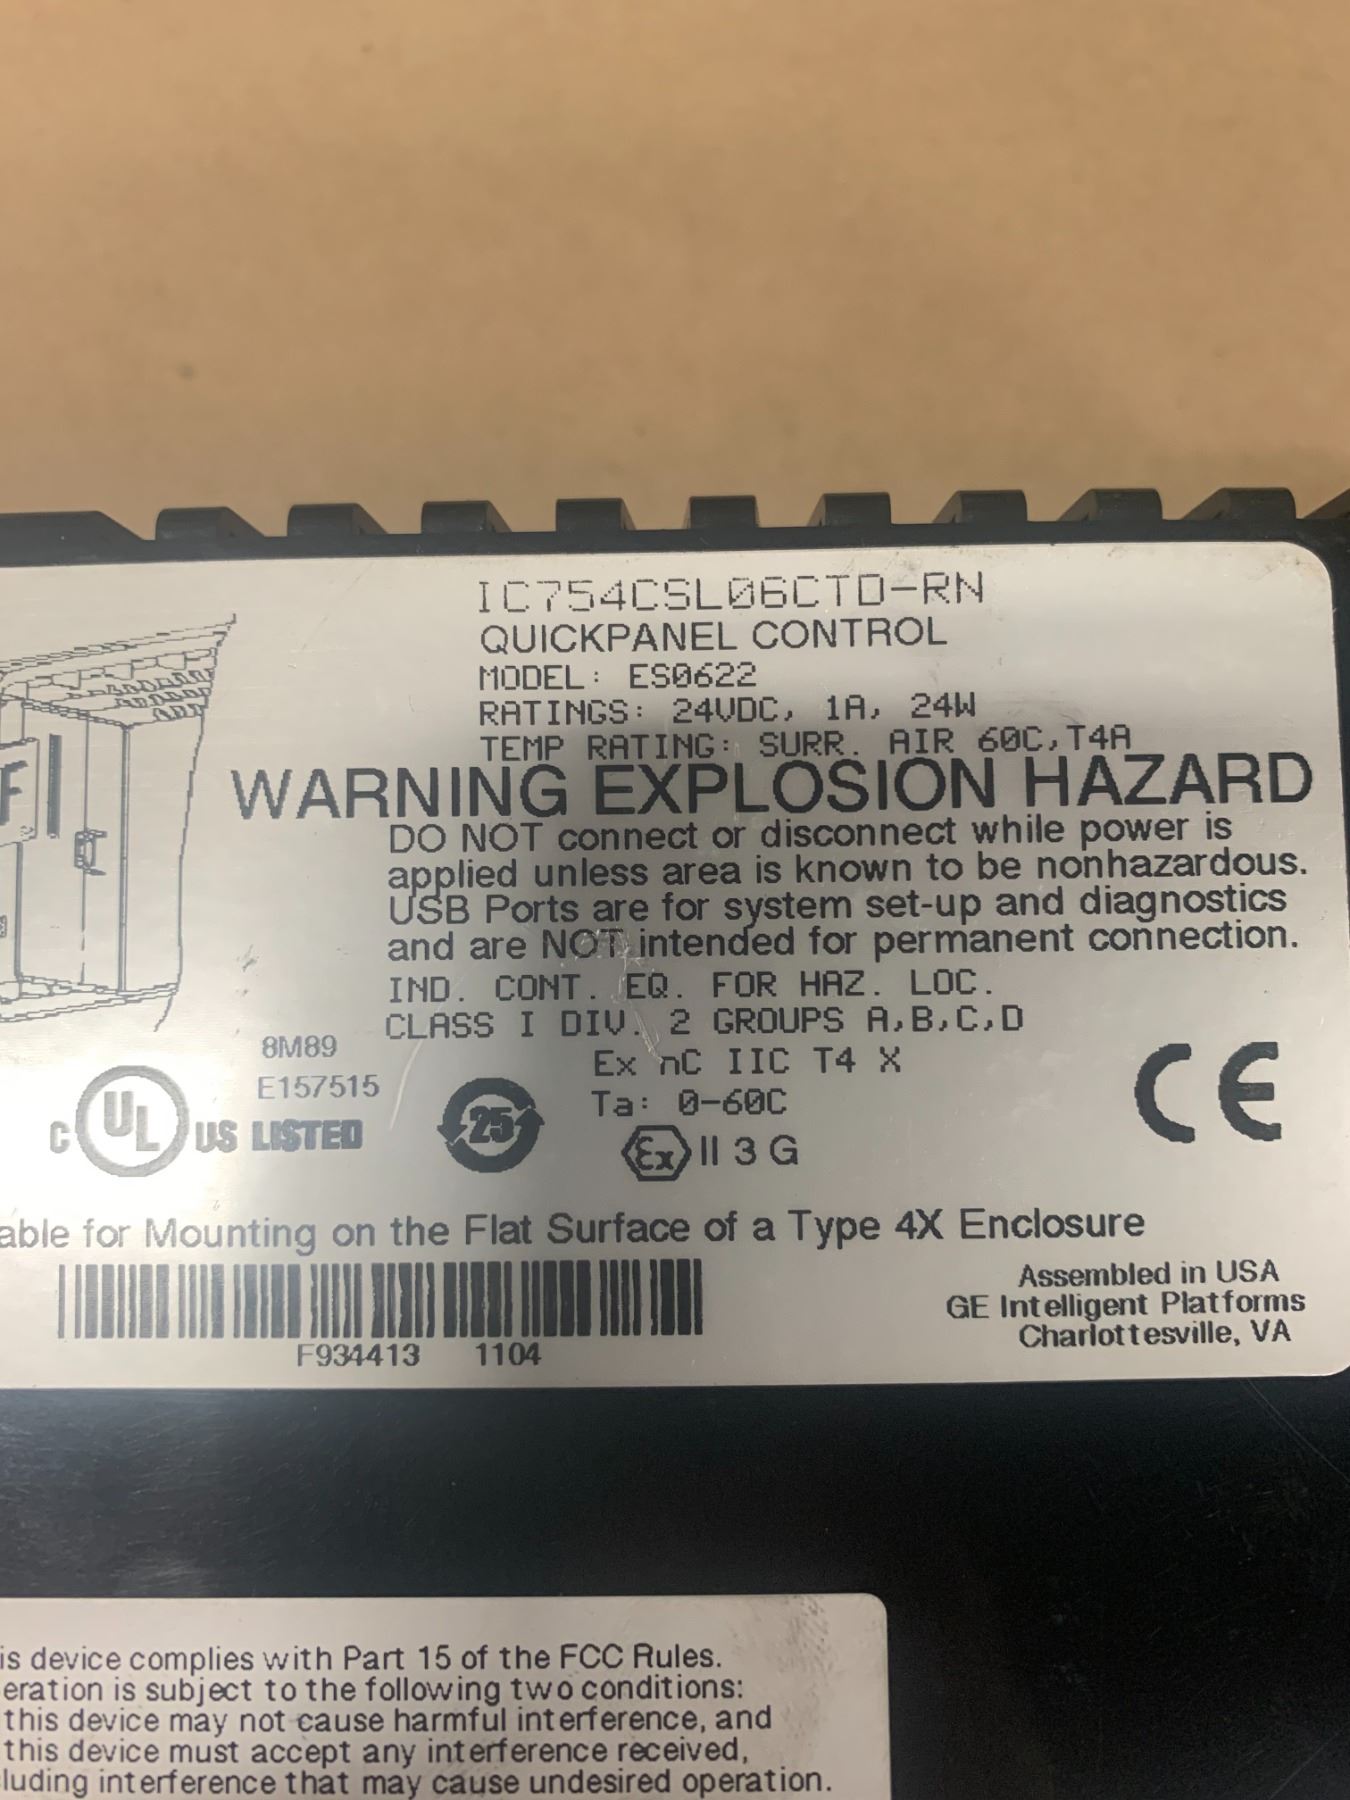 IC754CSL06CTD-RN
QUICKPANEL CONTROL
MODEL: ES0622
RATINGS: 24VDC, 1A, 24W
TEMP RATING: SURR. AIR 60C,T4A
F
WARNING EXPLOSION HAZARD
DO NOT connect or disconnect while power is
applied unless area is known to be nonhazardous.
USB Ports are for system set-up and diagnostics
and are NOT intended for permanent connection.
IND. CONT. EQ. FOR HAZ. LOC.
CLASS I DIV. 2 GROUPS A,B,C,D
8M89
E157515
C UL US LISTED
25
Ex nC IIC T4 X
Ta: 0-60C
Ex II 3 G
CE
able for Mounting on the Flat Surface of a Type 4X Enclosure
F934413 1104
Assembled in USA
GE Intelligent Platforms
Charlottesville, VA
is device complies with Part 15 of the FCC Rules.
eration is subject to the following two conditions:
this device may not cause harmful interference, and
this device must accept any interference received,
luding interference that may cause undesired operation.